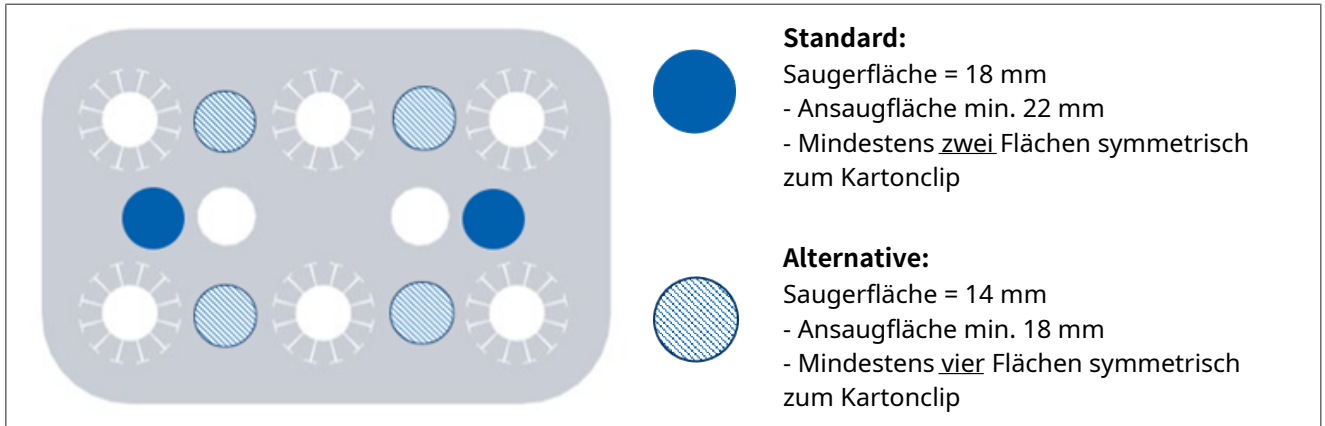 Standard:
Saugerfläche = 18 mm
- Ansaugfläche min. 22 mm
- Mindestens zwei Flächen symmetrisch
zum Kartonclip
Alternative:
Saugerfläche = 14 mm
- Ansaugfläche min. 18 mm
- Mindestens vier Flächen symmetrisch
zum Kartonclip